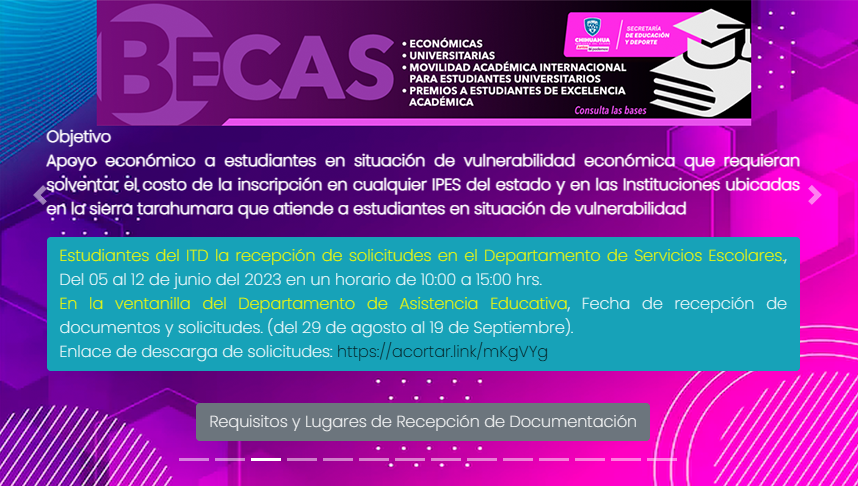 BECAS
• ECONÓMICAS
• UNIVERSITARIAS
• MOVILIDAD ACADÉMICA INTERNACIONAL
PARA ESTUDIANTES UNIVERSITARIOS
• PREMIOS A ESTUDIANTES DE EXCELENCIA
ACADÉMICA
CHIHUAHUA
SECRETARÍA
DE EDUCACIÓN
Y DEPORTE
Consulta las bases
Objetivo
Apoyo económico a estudiantes en situación de vulnerabilidad económica que requieran
solventar el costo de la inscripción en cualquier IPES del estado y en las Instituciones ubicadas
en la sierra tarahumara que atiende a estudiantes en situación de vulnerabilidad
Estudiantes del ITD la recepción de solicitudes en el Departamento de Servicios Escolares.,
Del 05 al 12 de junio del 2023 en un horario de 10:00 a 15:00 hrs.
En la ventanilla del Departamento de Asistencia Educativa, Fecha de recepción de
documentos y solicitudes. (del 29 de agosto al 19 de Septiembre).
Enlace de descarga de solicitudes: https://acortar.link/mKgVYg
Requisitos y Lugares de Recepción de Documentación